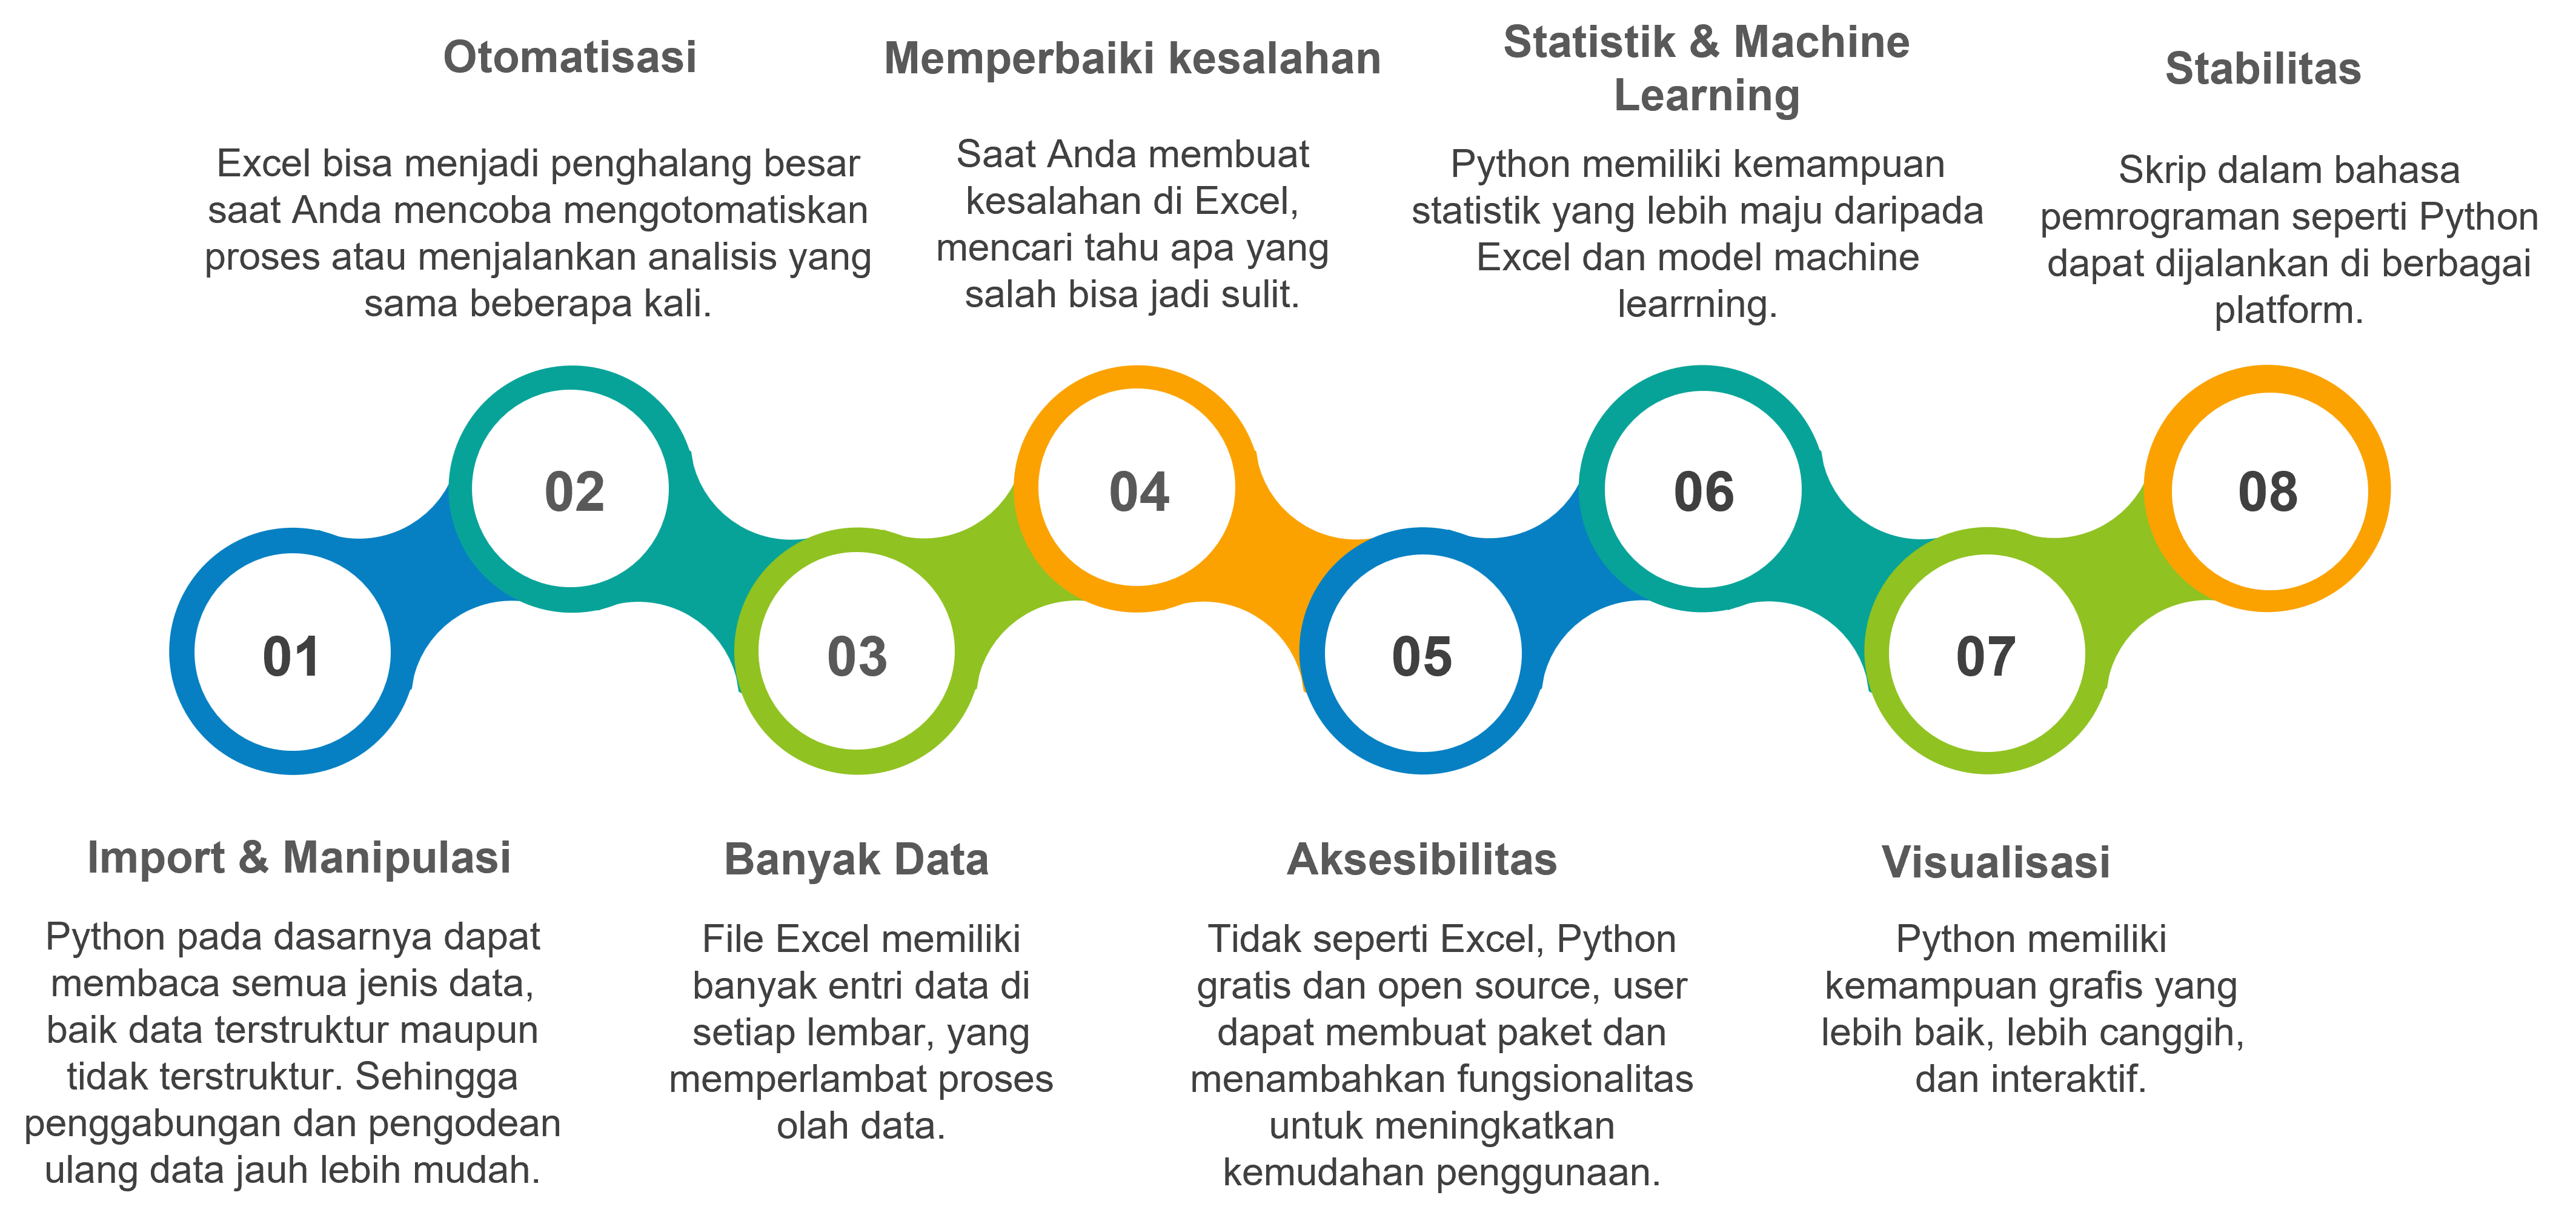 Otomatisasi
Excel bisa menjadi penghalang besar
saat Anda mencoba mengotomatiskan
proses atau menjalankan analisis yang
sama beberapa kali.
Memperbaiki kesalahan
Saat Anda membuat
kesalahan di Excel,
mencari tahu apa yang
salah bisa jadi sulit.
Statistik & Machine
Learning
Python memiliki kemampuan
statistik yang lebih maju daripada
Excel dan model machine
learrning.
Stabilitas
Skrip dalam bahasa
pemrograman seperti Python
dapat dijalankan di berbagai
platform.
01
02
03
04
05
06
07
08
Import & Manipulasi
Python pada dasarnya dapat
membaca semua jenis data,
baik data terstruktur maupun
tidak terstruktur. Sehingga
penggabungan dan pengodean
ulang data jauh lebih mudah.
Banyak Data
File Excel memiliki
banyak entri data di
setiap lembar, yang
memperlambat proses
olah data.
Aksesibilitas
Tidak seperti Excel, Python
gratis dan open source, user
dapat membuat paket dan
menambahkan fungsionalitas
untuk meningkatkan
kemudahan penggunaan.
Visualisasi
Python memiliki
kemampuan grafis yang
lebih baik, lebih canggih,
dan interaktif.